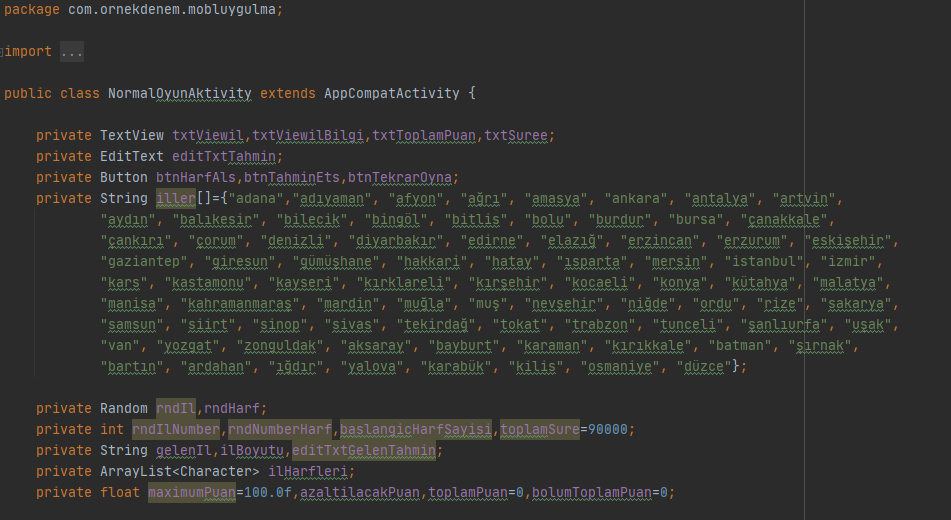 package com.ornekdenem.mobluygulma;
import ...
public class NormalOyunAktivity extends AppCompatActivity {
private TextView txtViewil,txtViewilBilgi,txtToplamPuan,txtSuree;
private EditText editTxtTahmin;
private Button btnHarfAls,btnTahminEts,btnTekrarOyna;
private String iller[]={"adana","adıyaman", "afyon", "ağrı", "amasya", "ankara", "antalya", "artvin",
"aydın", "balıkesir", "bilecik", "bingöl", "bitlis", "bolu", "burdur", "bursa", "çanakkale",
"çankırı", "çorum", "denizli", "diyarbakır", "edirne", "elazığ", "erzincan", "erzurum", "eskişehir",
"gaziantep", "giresun", "gümüşhane", "hakkari", "hatay", "ısparta", "mersin", "istanbul", "izmir",
"kars", "kastamonu", "kayseri", "kırklareli", "kırşehir", "kocaeli", "konya", "kütahya", "malatya",
"manisa", "kahramanmaraş", "mardin", "muğla", "muş", "nevşehir", "niğde", "ordu", "rize", "sakarya",
"samsun", "siirt", "sinop", "sivas", "tekirdağ", "tokat", "trabzon", "tunceli", "şanlıurfa", "uşak",
"van", "yozgat", "zonguldak", "aksaray", "bayburt", "karaman", "kırıkkale", "batman", "şırnak",
"bartın", "ardahan", "ığdır", "yalova", "karabük", "kilis", "osmaniye", "düzce"};
private Random rndIl,rndHarf;
private int rndIlNumber,rndNumberHarf,baslangicHarfSayisi,toplamSure=90000;
private String gelenIl,ilBoyutu,editTxtGelenTahmin;
private ArrayList<Character> ilHarfleri;
private float maximumPuan=100.0f,azaltilacakPuan,toplamPuan=0,bolumToplamPuan=0;